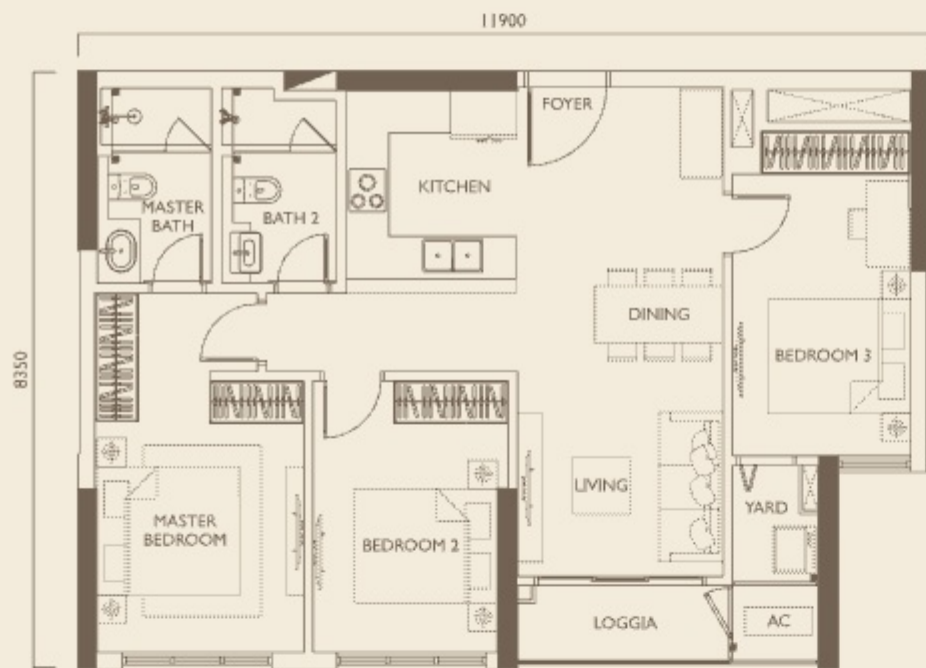 11900
FOYER
KITCHEN
MASTER
BATH
BATH 2
DINING
8350
BEDROOM 3
LIVING
YARD
MASTER
BEDROOM
BEDROOM 2
LOGGIA
AC